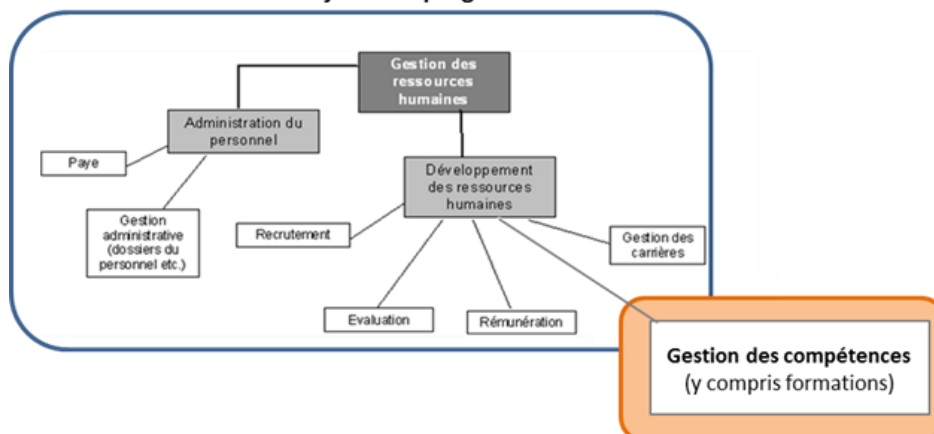 Gestion des
ressources
humaines
Administration du
personnel
Paye
Développement
des ressources
humaines
Gestion
administrative
(dossiers du
personnel etc.)
Recrutement
Gestion des
carrières
Evaluation
Rémunération
Gestion des compétences
(y compris formations)